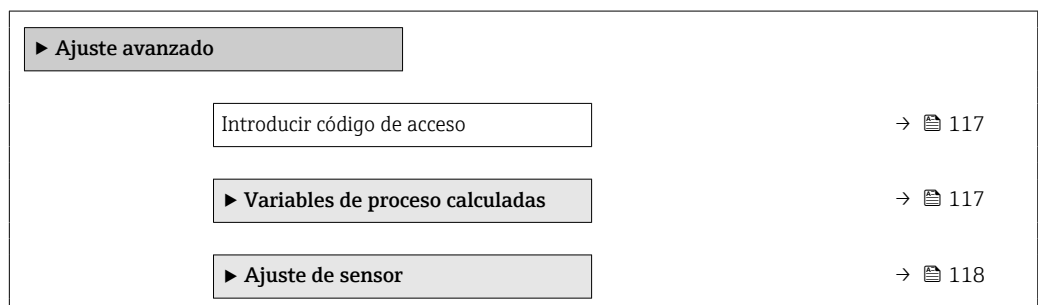 ▶ Ajuste avanzado
Introducir código de acceso → 117
▶ Variables de proceso calculadas → 117
▶ Ajuste de sensor → 118